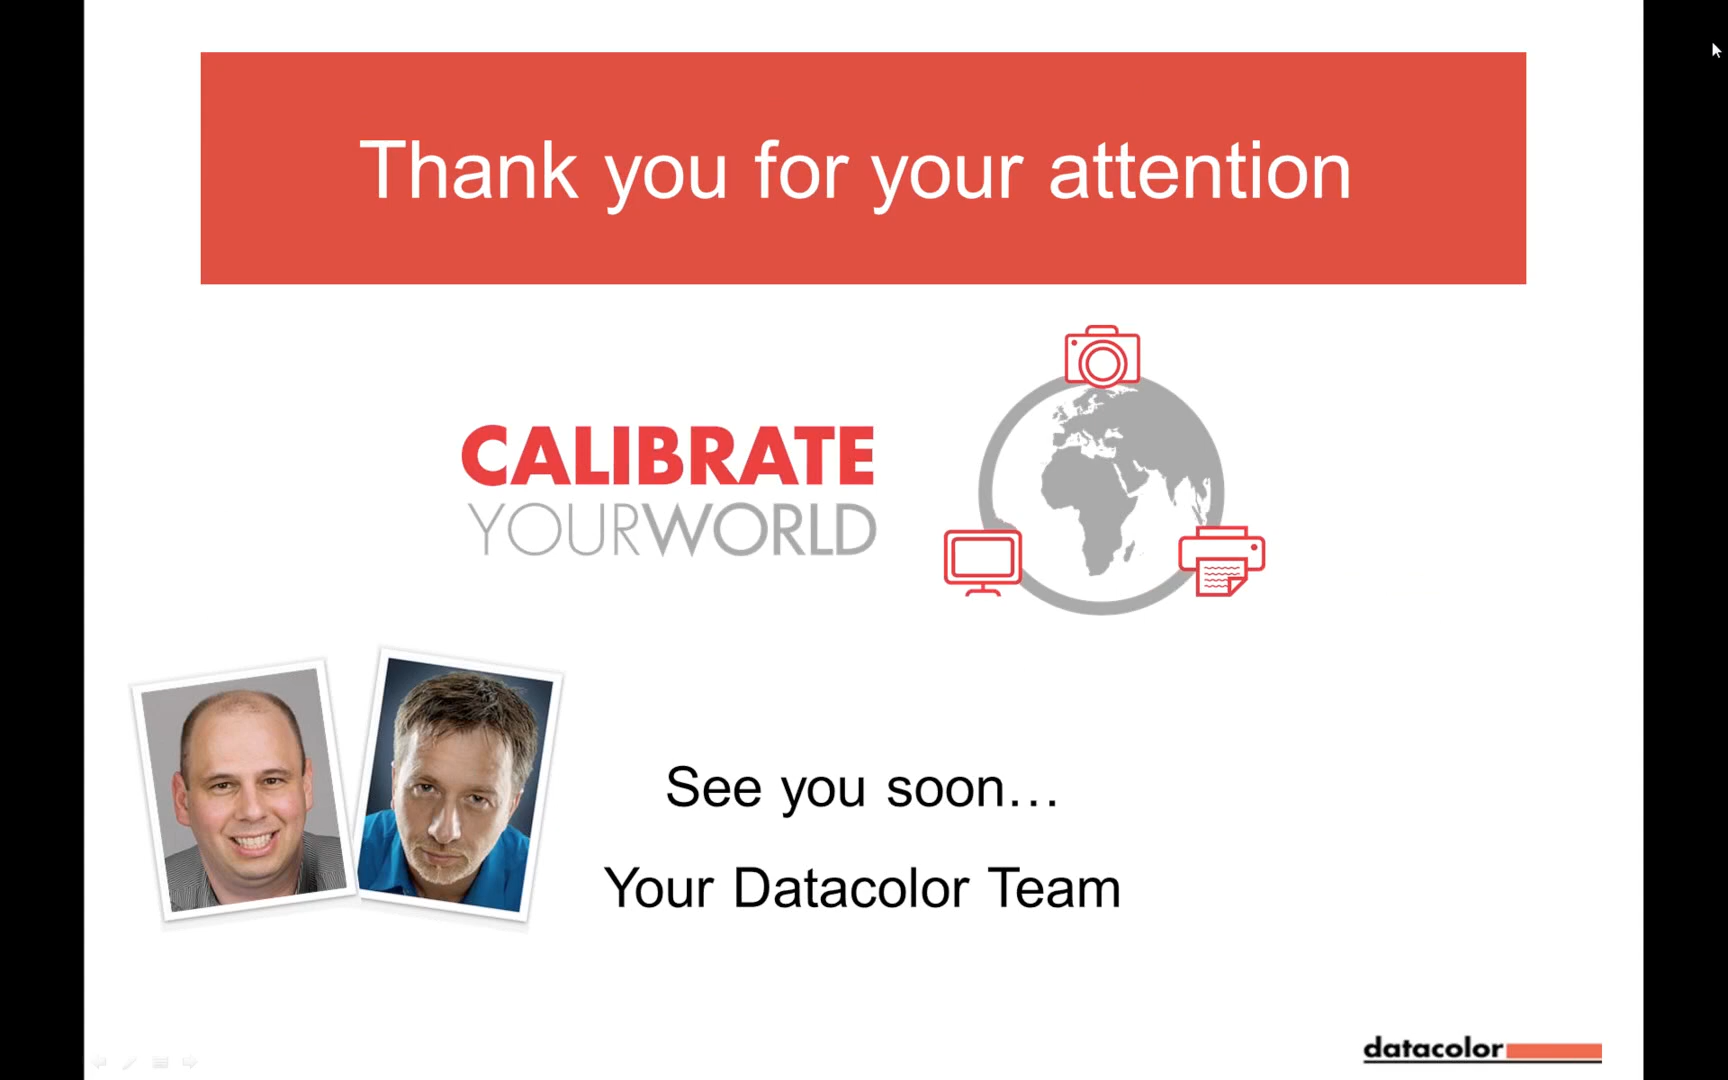 Thank you for your attention
CALIBRATE
YOURWORLD
See you soon...
Your Datacolor Team
datacolor